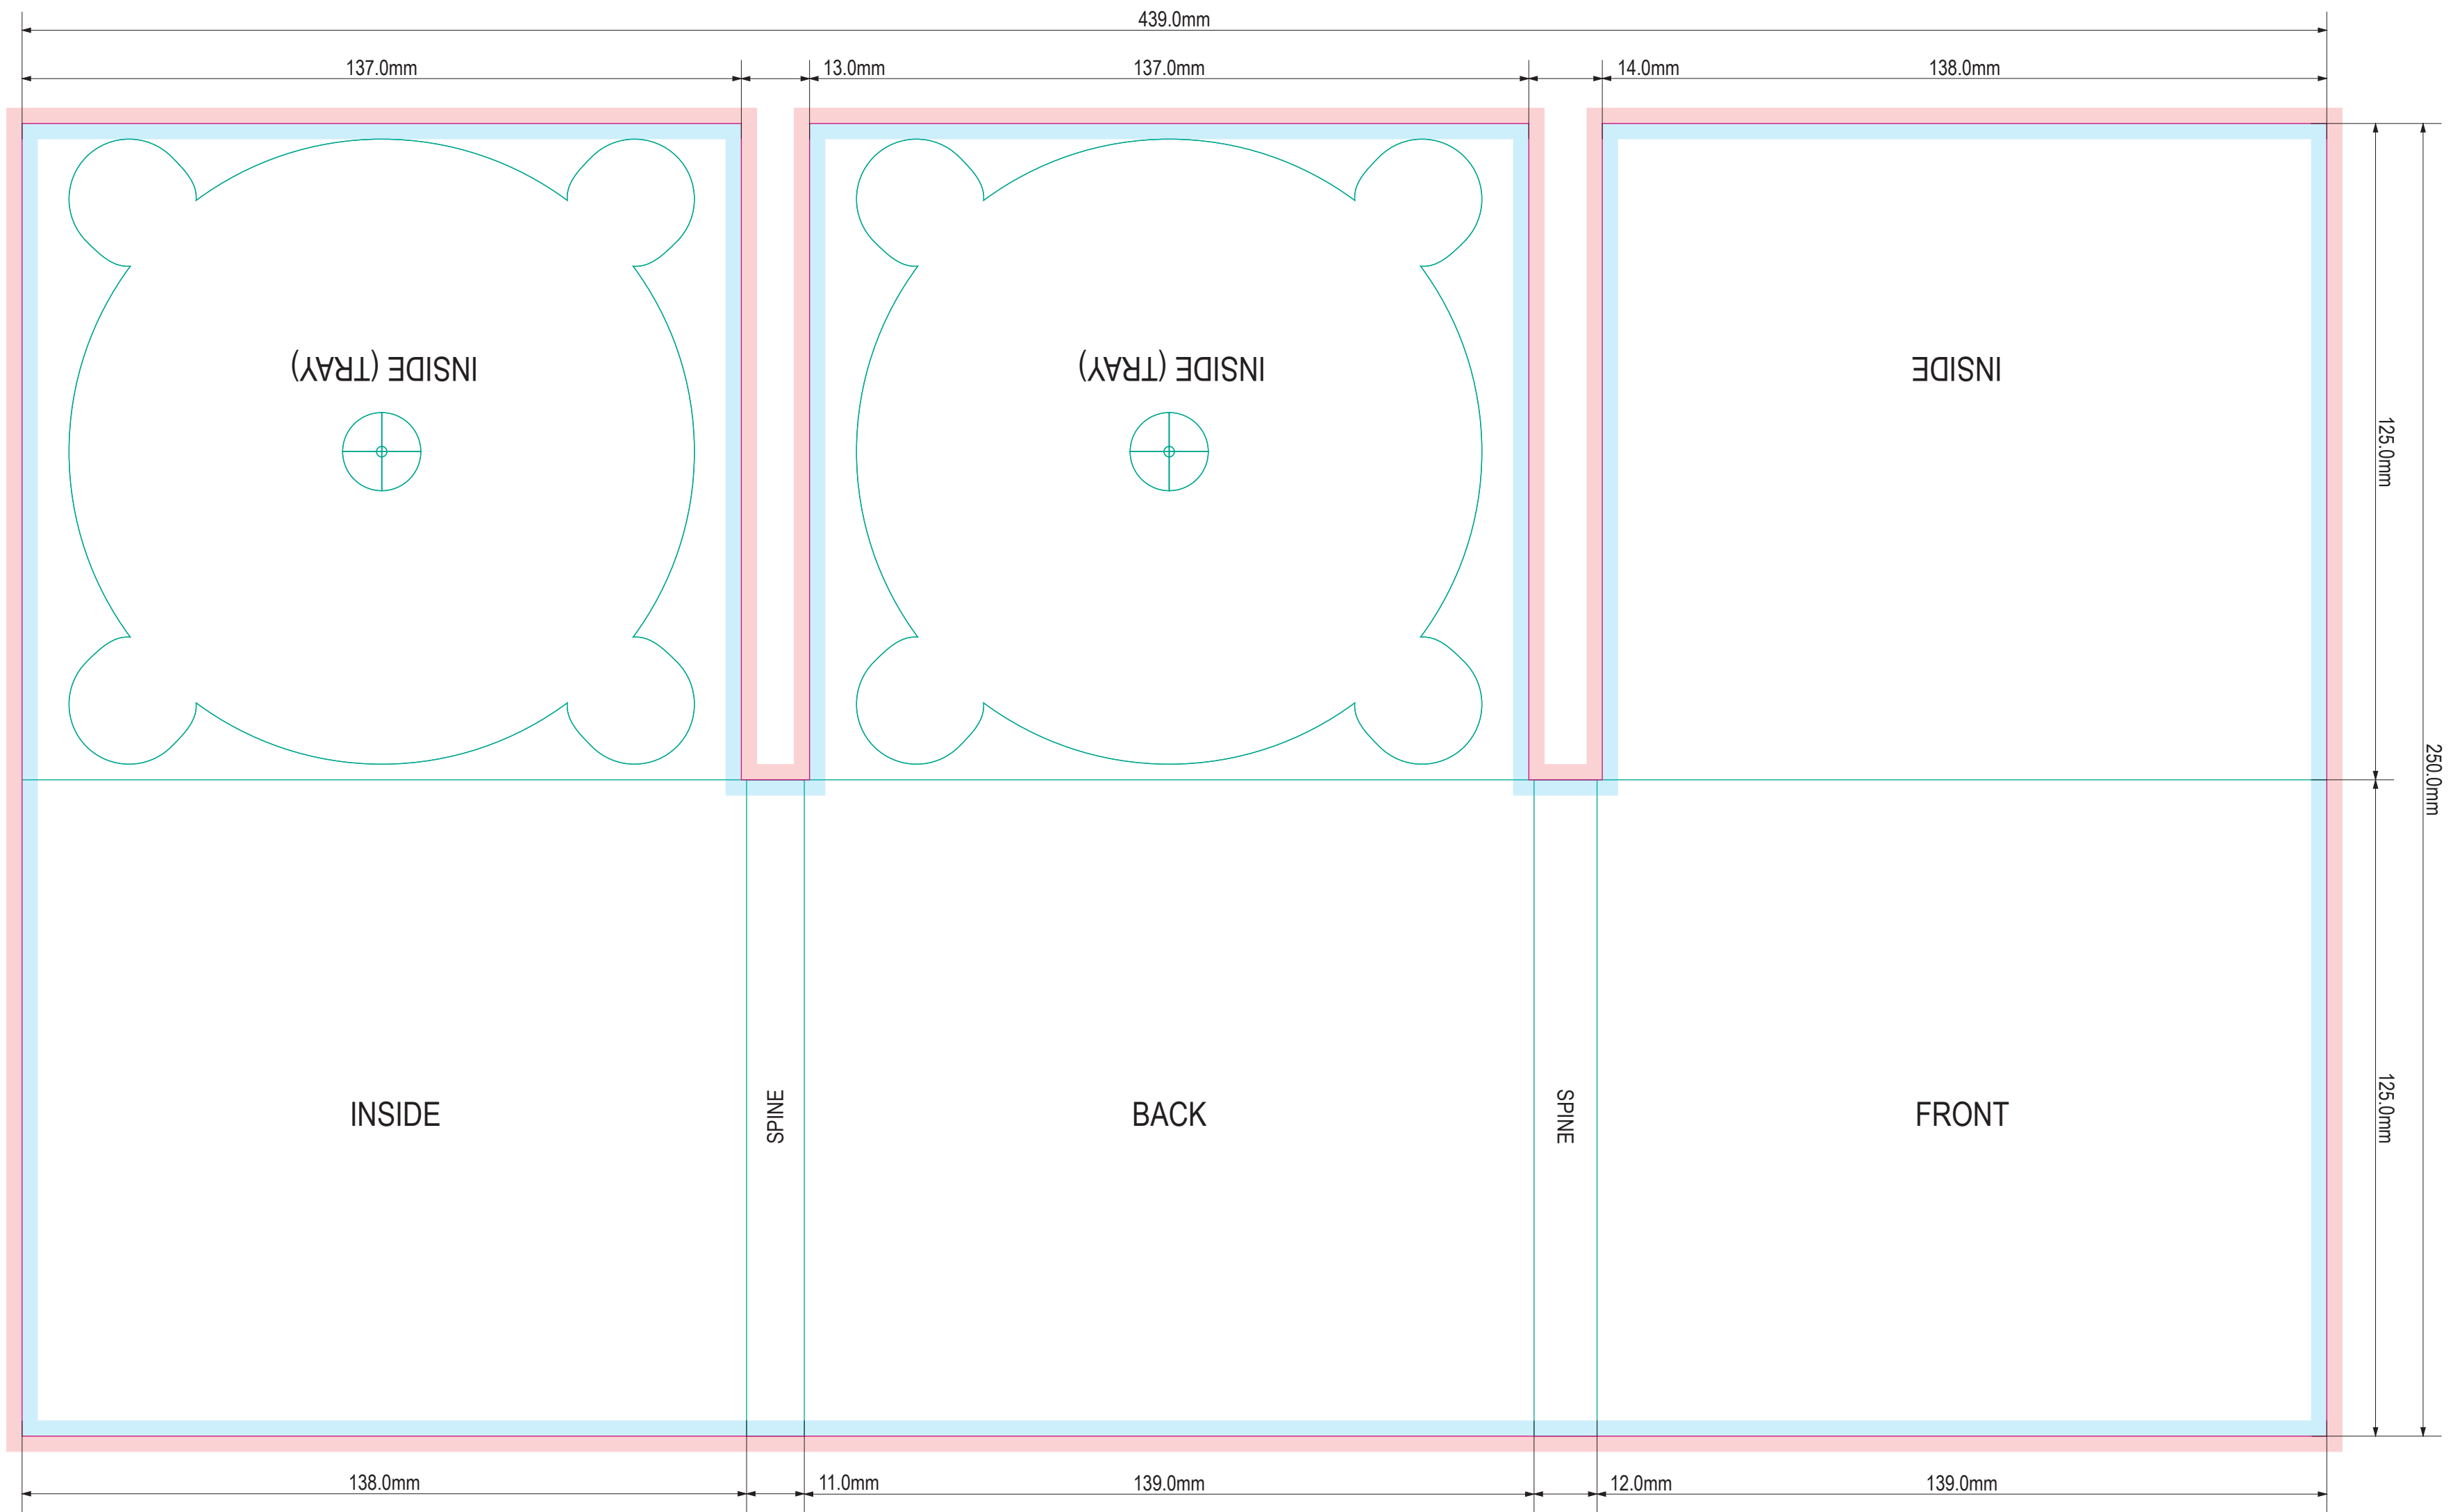 439.0mm
137.0mm
13.0mm
137.0mm
14.0mm
138.0mm
INSIDE (TRAY)
INSIDE (TRAY)
INSIDE
125.0mm
250.0mm
INSIDE
SPINE
BACK
SPINE
FRONT
125.0mm
138.0mm
11.0mm
139.0mm
12.0mm
139.0mm